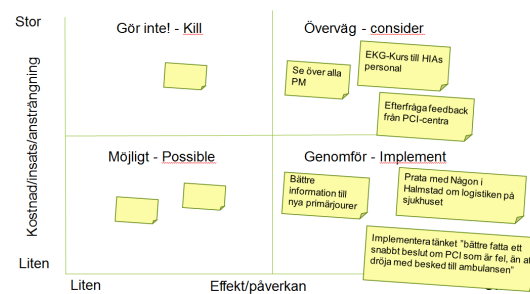 Stor
Gör inte! - Kill
Överväg - consider
Se över alla
PM
EKG-Kurs till HIAs
personal
Efterfråga feedback
från PCI-centra
Kostnad/insats/ansträngning
Möjligt - Possible
Genomför - Implement
Bättre
information till
nya primärjourer
Prata med Någon i
Halmstad om logistiken på
sjukhuset
Implementera tänket "bättre fatta ett
snabbt beslut om PCI som är fel, än at
dröja med besked till ambulansen"
Liten
Liten
Effekt/påverkan